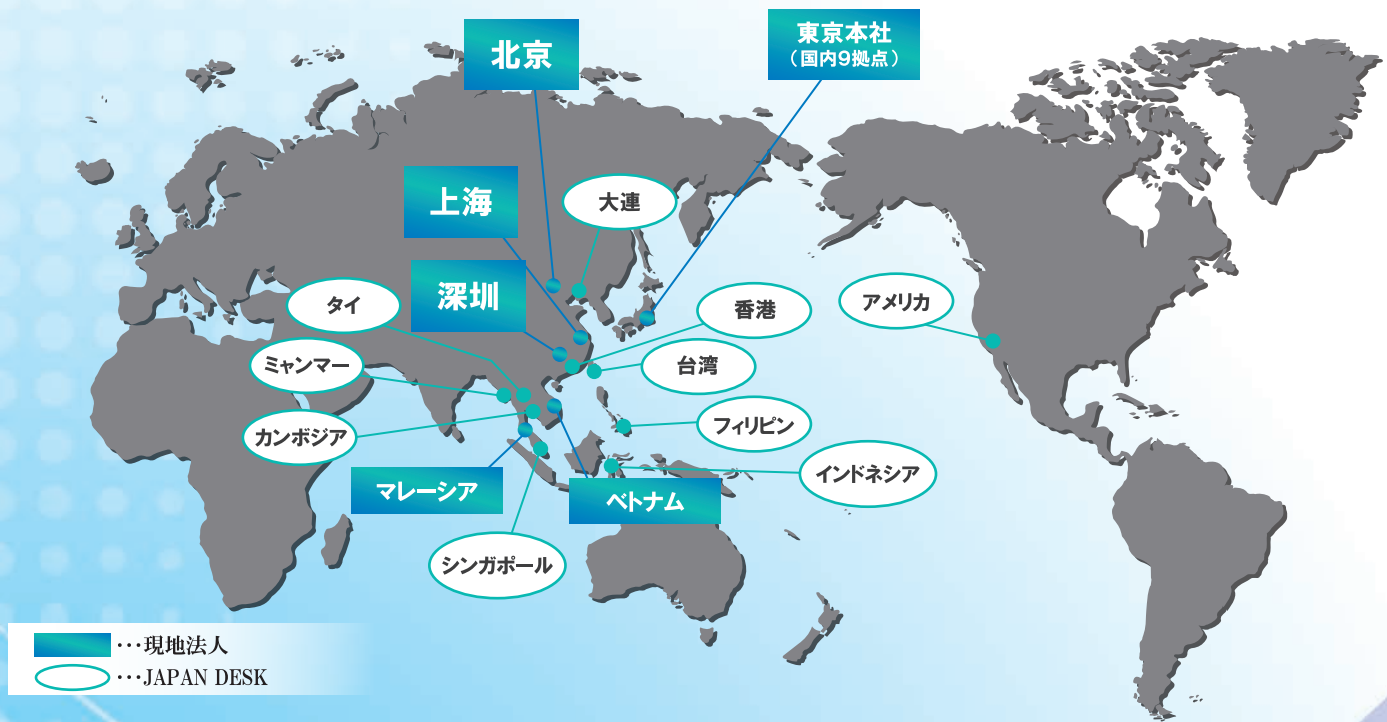 北京
東京本社
（国内9拠点）
上海
大連
深圳
タイ
香港
アメリカ
ミャンマー
台湾
カンボジア
フィリピン
インドネシア
マレーシア
ベトナム
シンガポール
…現地法人
…JAPAN DESK